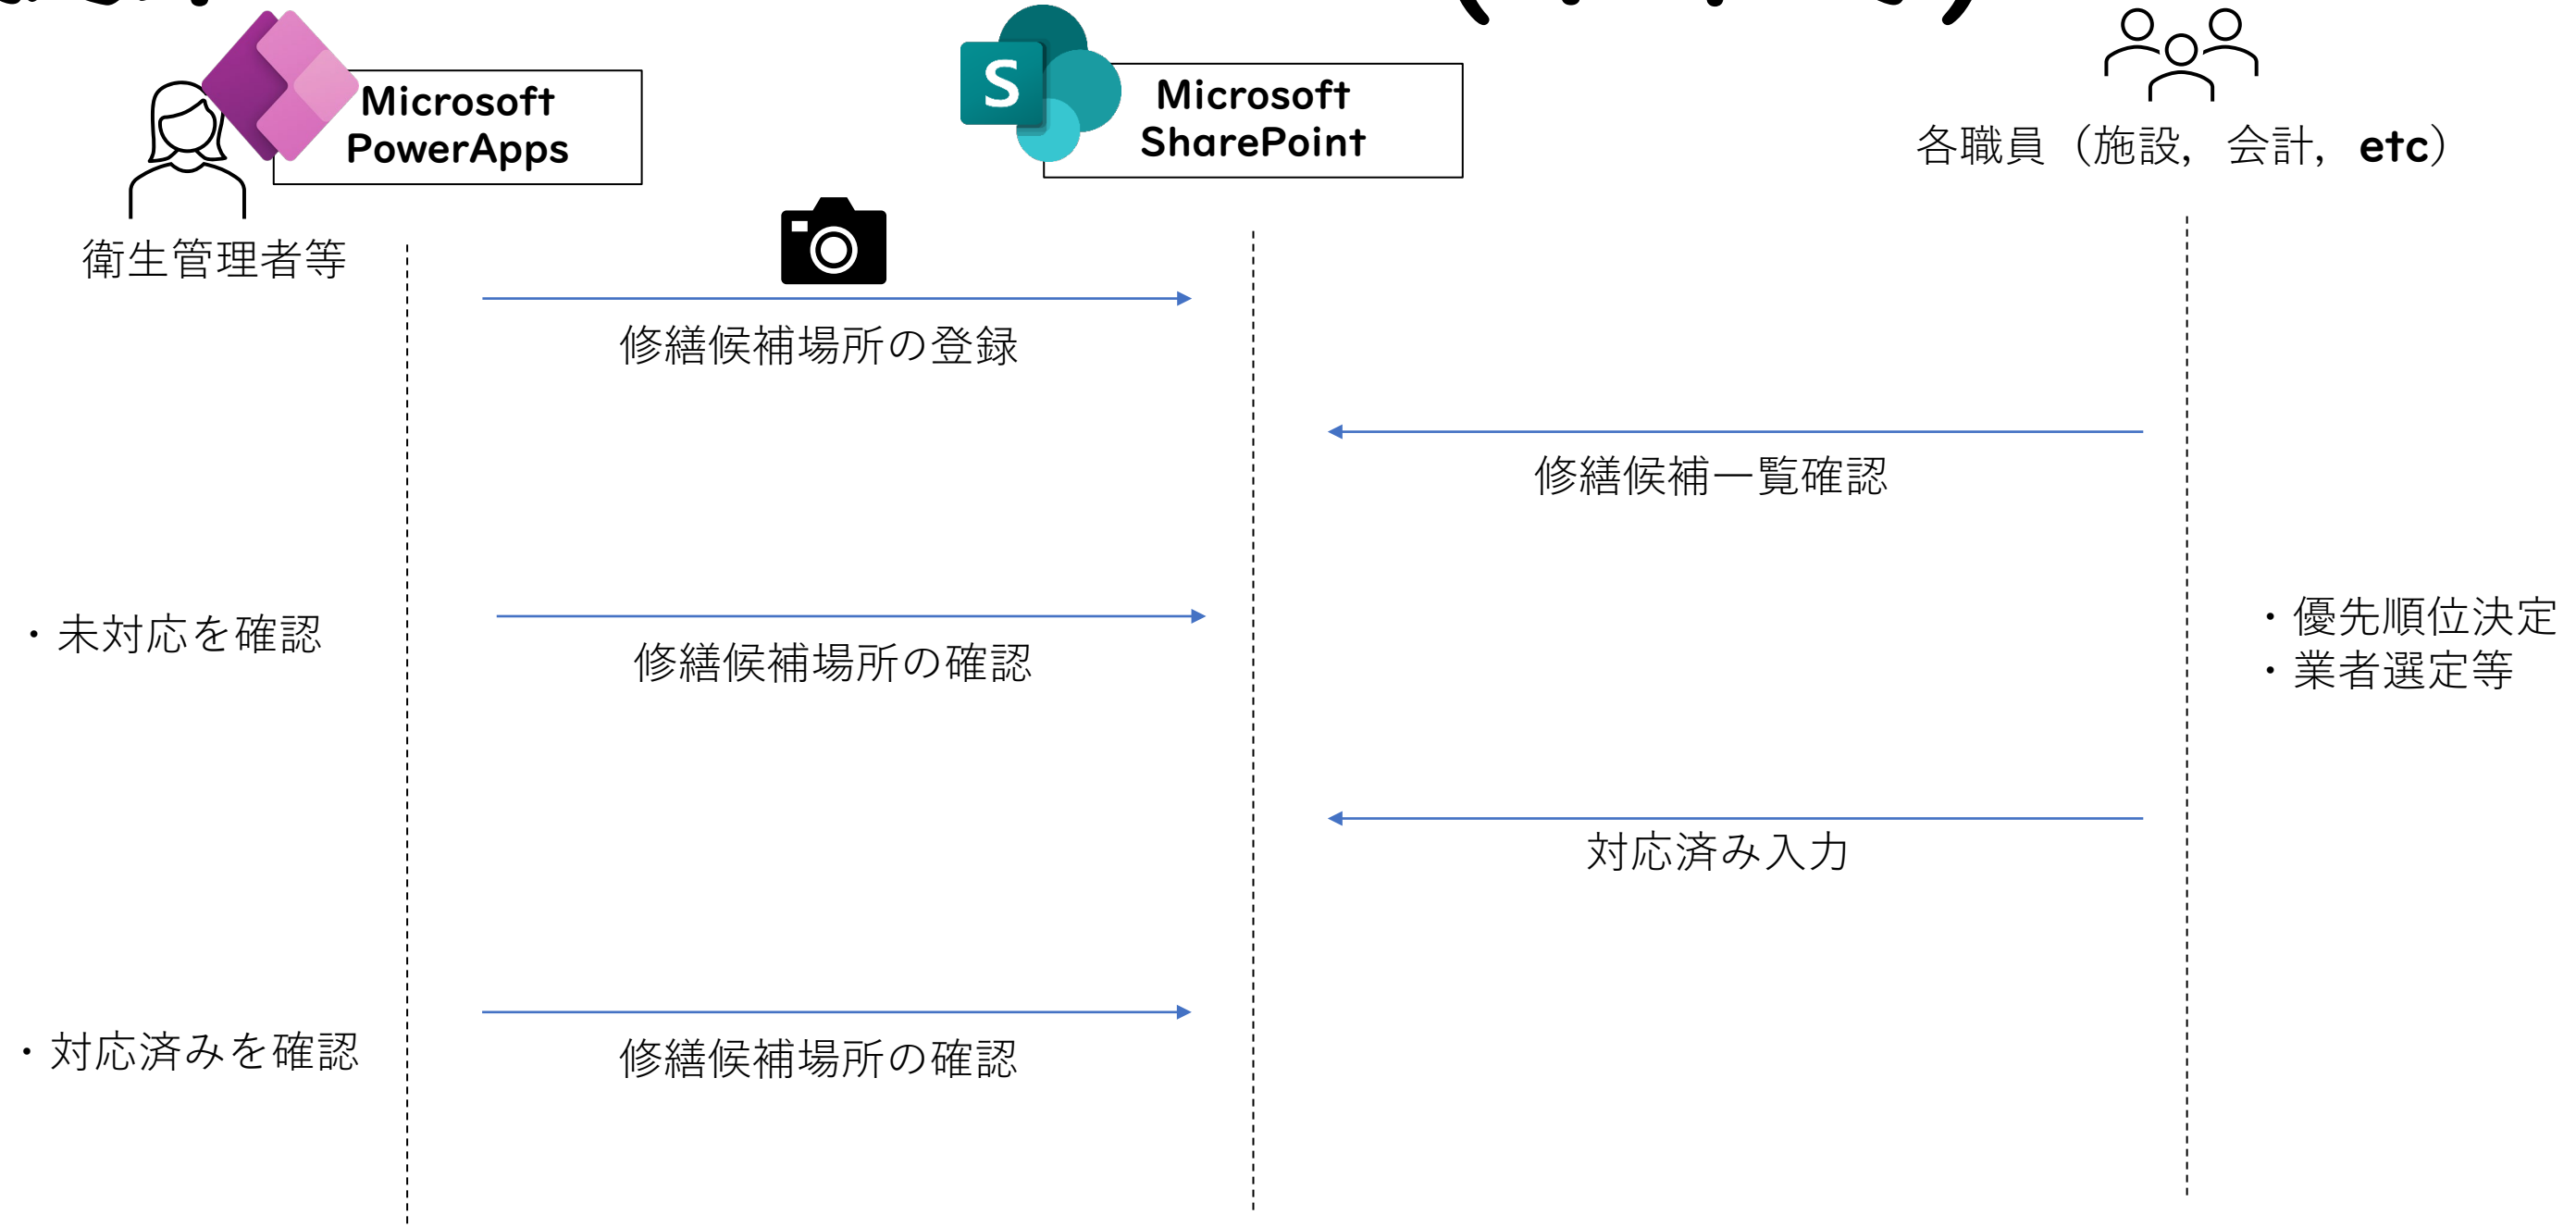 Microsoft
PowerApps
S
Microsoft
SharePoint
各職員（施設，会計，etc）
衛生管理者等
修繕候補場所の登録
修繕候補一覧確認
・未対応を確認
修繕候補場所の確認
・優先順位決定
・業者選定等
対応済み入力
・対応済みを確認
修繕候補場所の確認